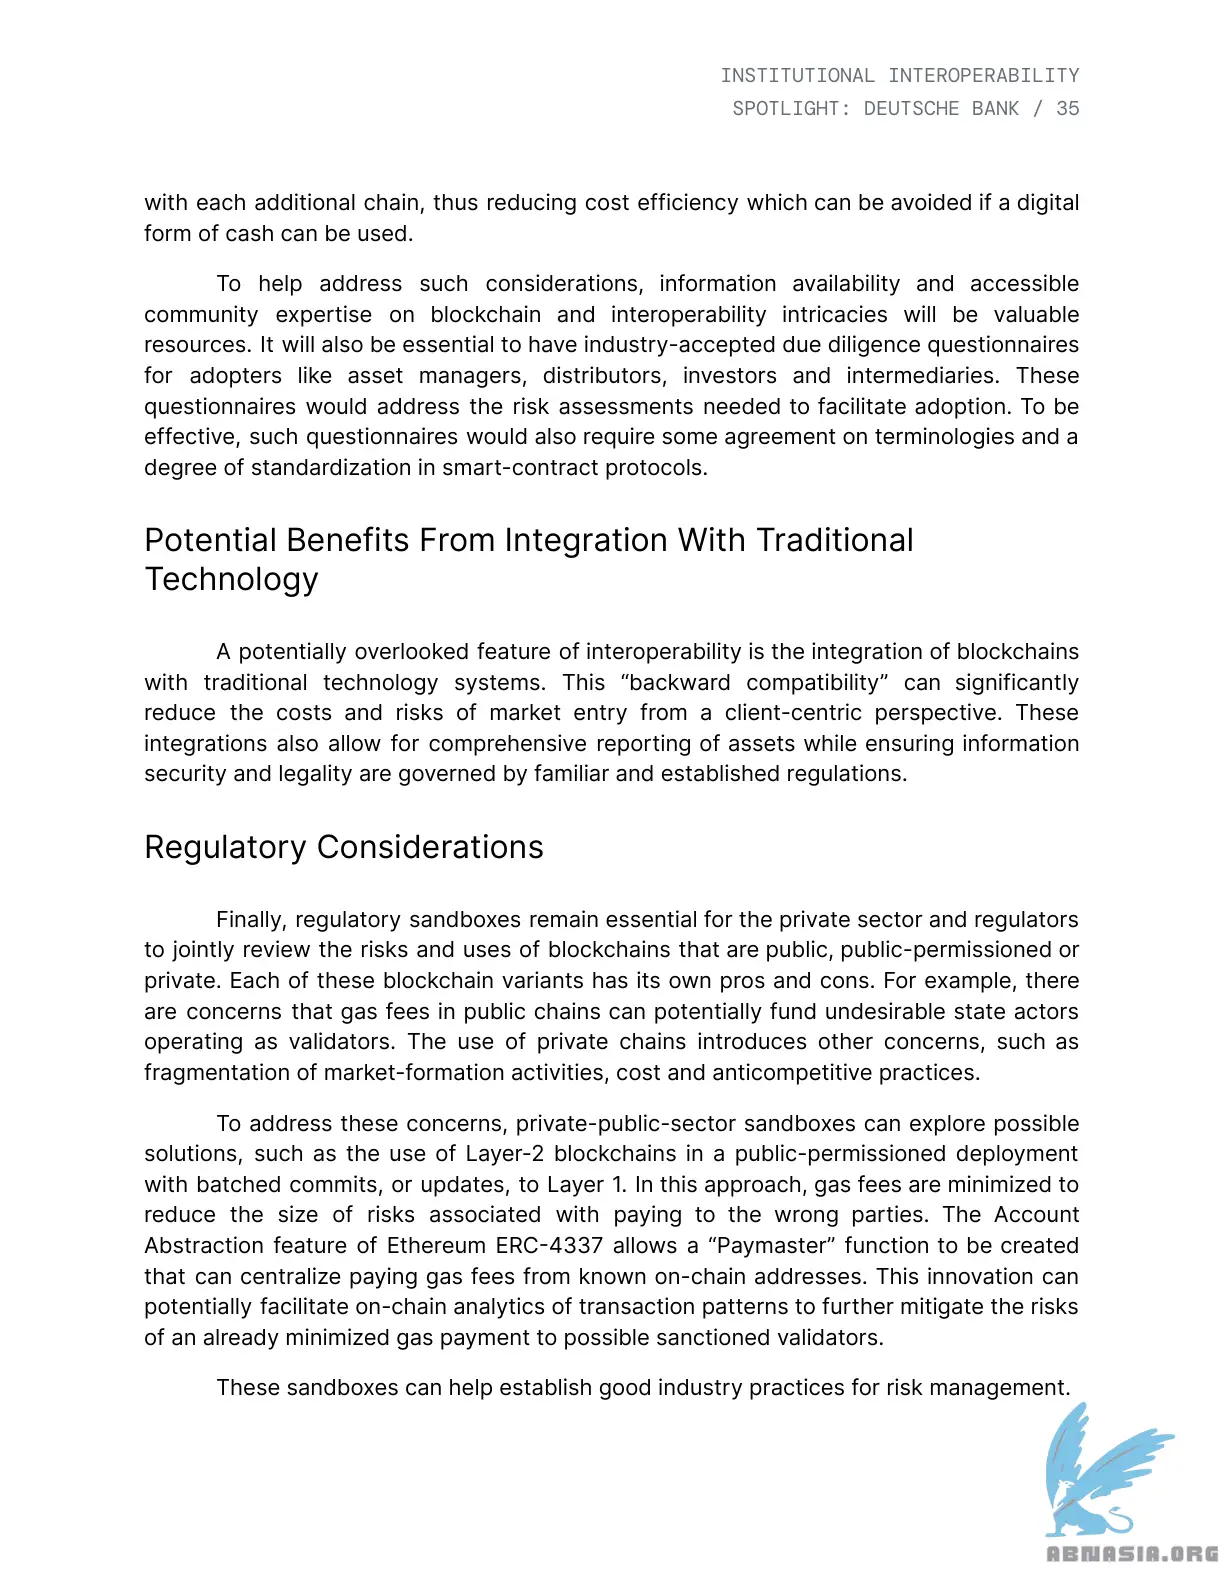 INSTITUTIONAL INTEROPERABILITY
SPOTLIGHT: DEUTSCHE BANK / 35
with each additional chain, thus reducing cost efficiency which can be avoided if a digital
form of cash can be used.
To help address such considerations, information availability and accessible
community expertise on blockchain and interoperability intricacies will be valuable
resources. It will also be essential to have industry-accepted due diligence questionnaires
for adopters like asset managers, distributors, investors and intermediaries. These
questionnaires would address the risk assessments needed to facilitate adoption. To be
effective, such questionnaires would also require some agreement on terminologies and a
degree of standardization in smart-contract protocols.
Potential Benefits From Integration With Traditional
Technology
A potentially overlooked feature of interoperability is the integration of blockchains
with traditional technology systems. This “backward compatibility” can significantly
reduce the costs and risks of market entry from a client-centric perspective. These
integrations also allow for comprehensive reporting of assets while ensuring information
security and legality are governed by familiar and established regulations.
Regulatory Considerations
Finally, regulatory sandboxes remain essential for the private sector and regulators
to jointly review the risks and uses of blockchains that are public, public-permissioned or
private. Each of these blockchain variants has its own pros and cons. For example, there
are concerns that gas fees in public chains can potentially fund undesirable state actors
operating as validators. The use of private chains introduces other concerns, such as
fragmentation of market-formation activities, cost and anticompetitive practices.
To address these concerns, private-public-sector sandboxes can explore possible
solutions, such as the use of Layer-2 blockchains in a public-permissioned deployment
with batched commits, or updates, to Layer 1. In this approach, gas fees are minimized to
reduce the size of risks associated with paying to the wrong parties. The Account
Abstraction feature of Ethereum ERC-4337 allows a “Paymaster” function to be created
that can centralize paying gas fees from known on-chain addresses. This innovation can
potentially facilitate on-chain analytics of transaction patterns to further mitigate the risks
of an already minimized gas payment to possible sanctioned validators.
These sandboxes can help establish good industry practices for risk management.
ABNASIA.ORG